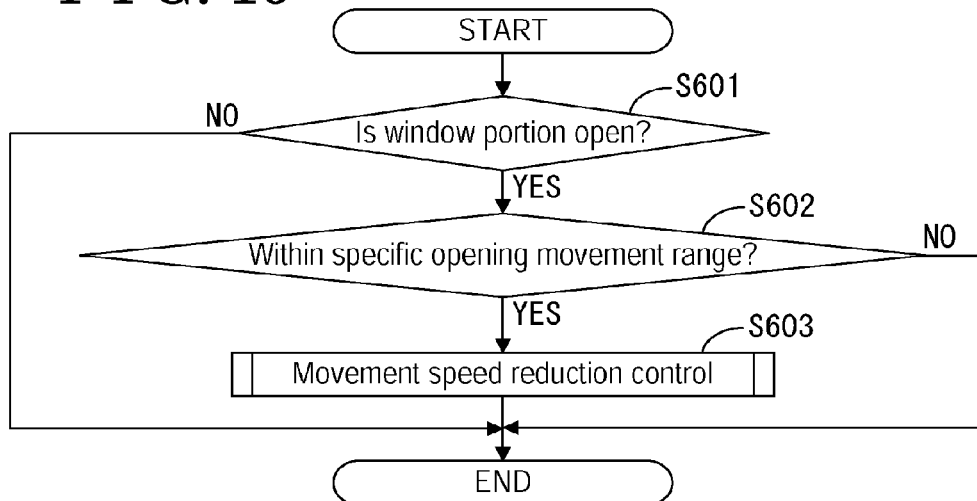 START
S601
NO
Is window portion open?
YES
S602
NO
Within specific opening movement range?
YES
S603
Movement speed reduction control
END